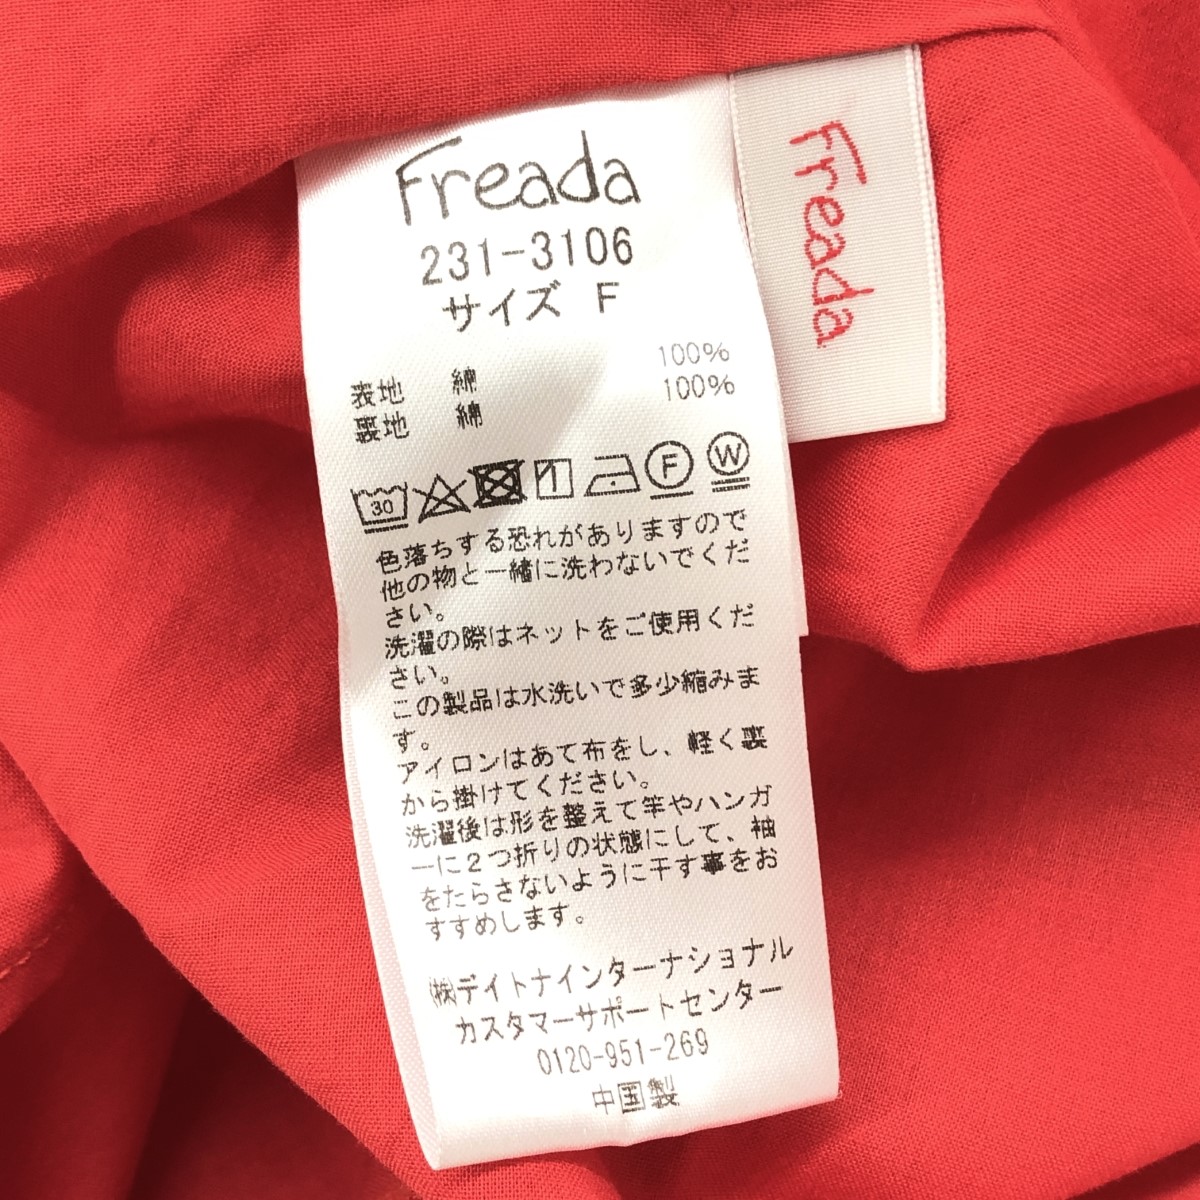 Freada
231-3106
サイズ F
表地 綿 100%
裏地 綿 100%
30 F W
色落ちする恐れがありますので
他の物と一緒に洗わないでくだ
さい。
洗濯の際はネットをご使用くだ
さい。
この製品は水洗いで多少縮みま
す。
アイロンはあて布をし、軽く裏
から掛けてください。
洗濯後は形を整えて竿やハンガ
ーに２つ折りの状態にして、袖
をたらさないように干す事をお
すすめします。
㈱デイトナインターナショナル
カスタマーサポートセンター
0120-951-269
中国製
Freada